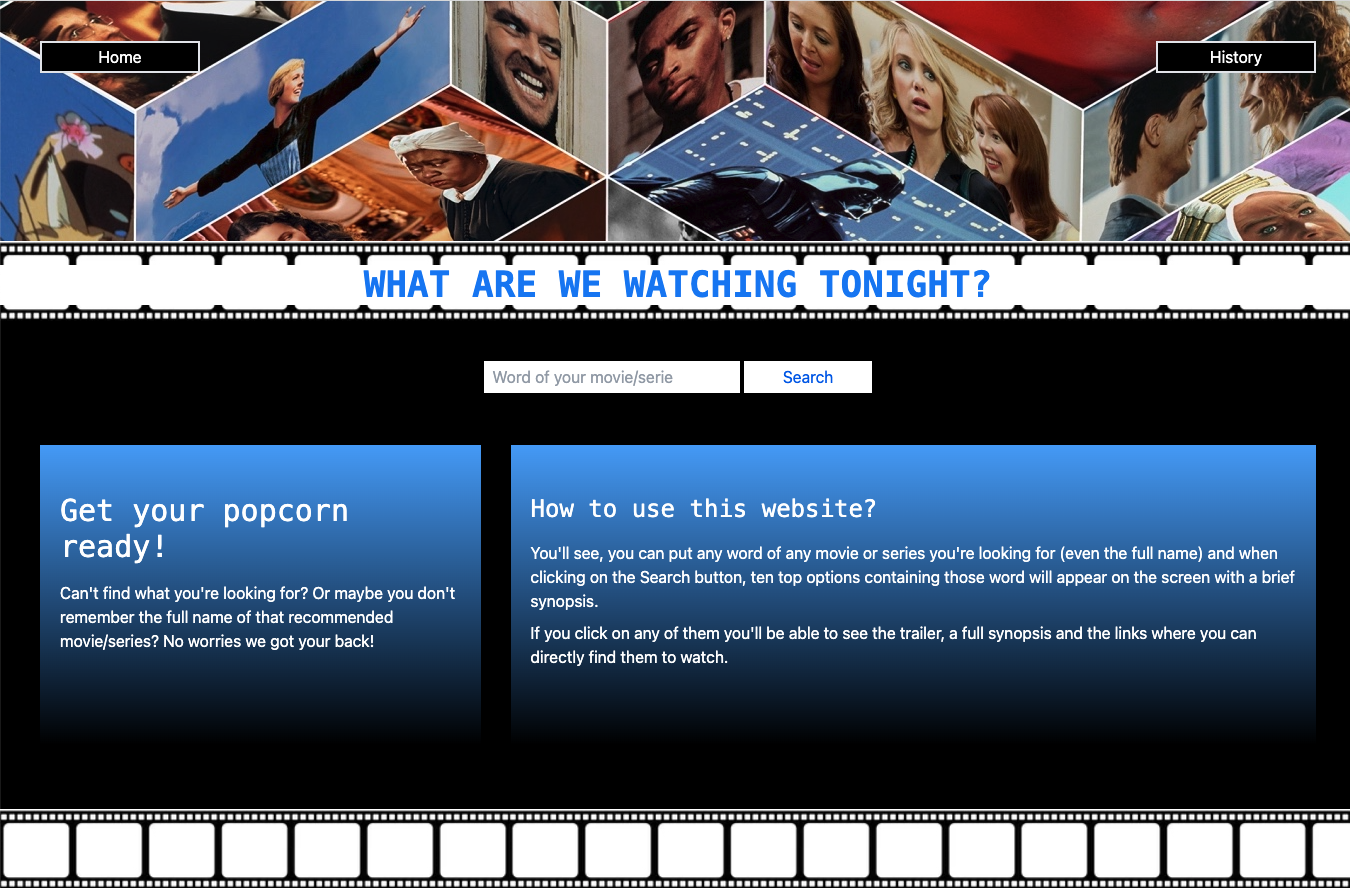 Home
History
WHAT ARE WE WATCHING TONIGHT?
Word of your movie/serie
Search
Get your popcorn
ready!
Can't find what you're looking for? Or maybe you don't
remember the full name of that recommended
movie/series? No worries we got your back!
How to use this website?
You'll see, you can put any word of any movie or series you're looking for (even the full name) and when
clicking on the Search button, ten top options containing those word will appear on the screen with a brief
synopsis.
If you click on any of them you'll be able to see the trailer, a full synopsis and the links where you can
directly find them to watch.